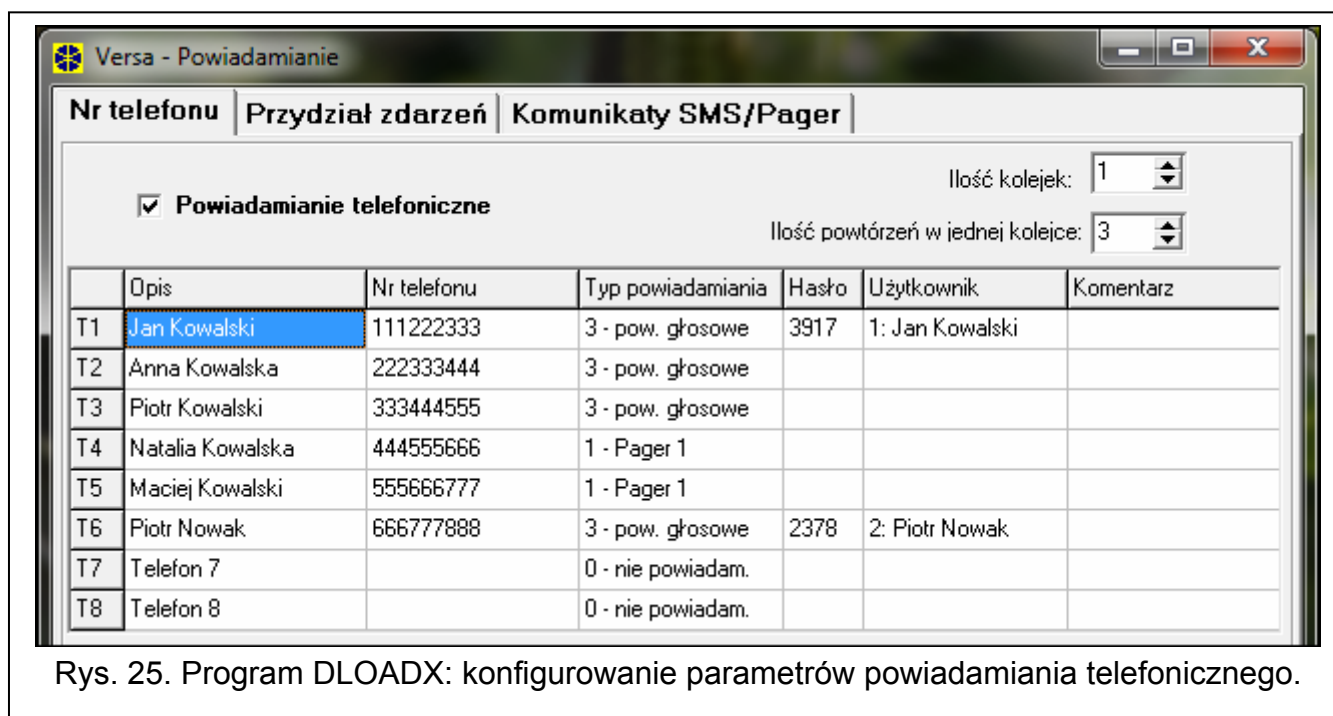 Versa - Powiadamianie
Nr telefonu Przydział zdarzeń Komunikaty SMS/Pager
Ilość kolejek: 1
Powiadamianie telefoniczne
Ilość powtórzeń w jednej kolejce: 3
Opis Nr telefonu Typ powiadamiania Hasło Użytkownik Komentarz
T1 Jan Kowalski 111222333 3 - pow. głosowe 3917 1: Jan Kowalski
T2 Anna Kowalska 222333444 3 - pow. głosowe
T3 Piotr Kowalski 333444555 3 - pow. głosowe
T4 Natalia Kowalska 444555666 1 - Pager 1
T5 Maciej Kowalski 555666777 1 - Pager 1
T6 Piotr Nowak 666777888 3 - pow. głosowe 2378 2: Piotr Nowak
T7 Telefon 7 0 - nie powiadam.
T8 Telefon 8 0 - nie powiadam.
Rys. 25. Program DLOADX: konfigurowanie parametrów powiadamiania telefonicznego.